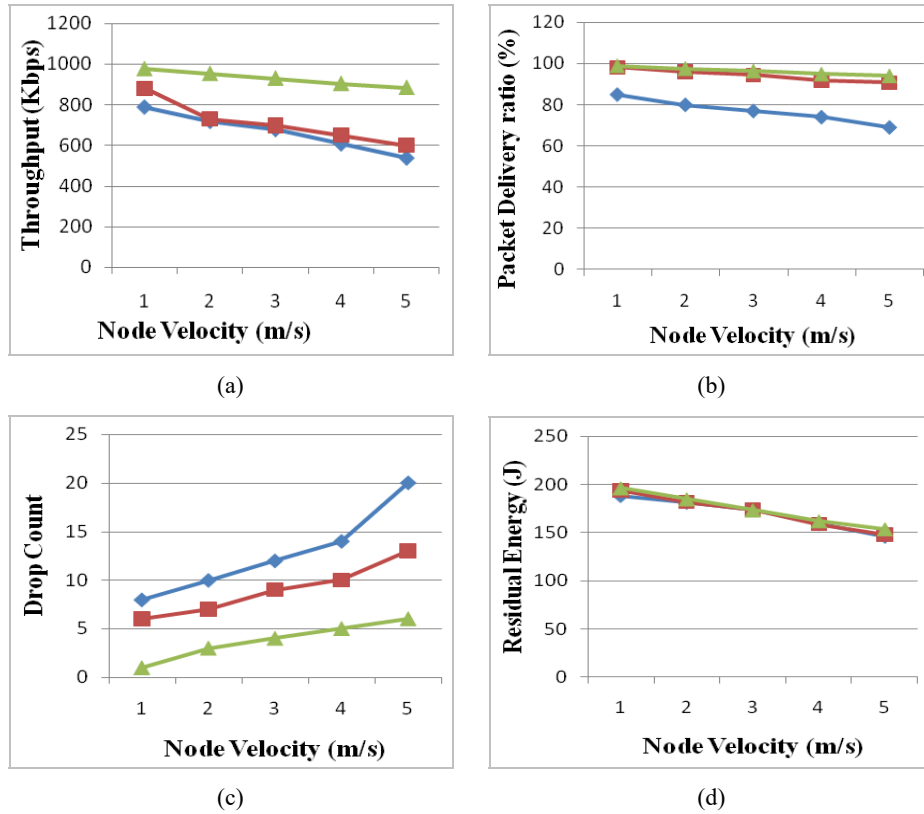 1200
1000
800
600
400
200
0
Throughput (Kbps)
1 2 3 4 5
Node Velocity (m/s)
(a)
120
100
80
60
40
20
0
Packet Delivery ratio (%)
1 2 3 4 5
Node Velocity (m/s)
(b)
25
20
15
10
5
0
Drop Count
1 2 3 4 5
Node Velocity (m/s)
(c)
250
200
150
100
50
0
Residual Energy (J)
1 2 3 4 5
Node Velocity (m/s)
(d)